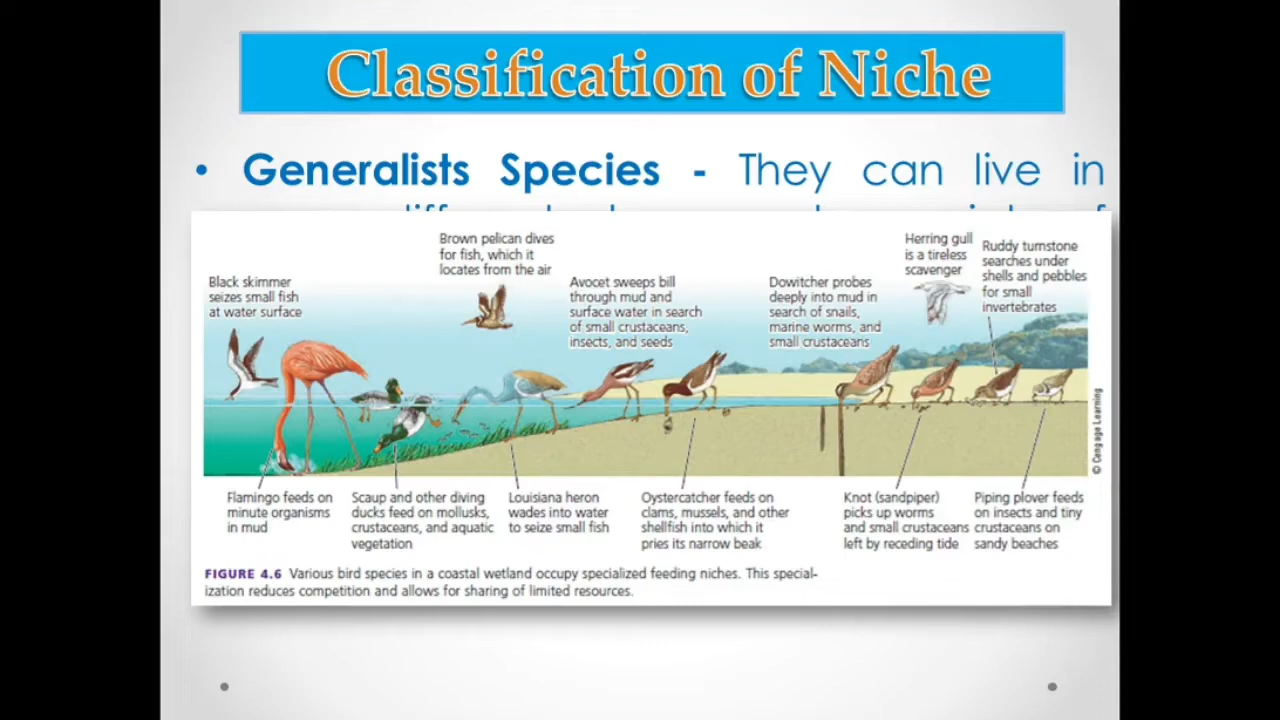 Classification of Niche
• Generalists Species - They can live in
Brown pelican dives
for fish, which it
locates from the air
Herring gull
is a tireless
scavenger
Ruddy turnstone
searches under
shells and pebbles
for small
invertebrates
Black skimmer
seizes small fish
at water surface
Avocet sweeps bill
through mud and
surface water in search
of small crustaceans,
insects, and seeds
Dowitcher probes
deeply into mud in
search of snails,
marine worms, and
small crustaceans
© Cengage Learning
Flamingo feeds on
minute organisms
in mud
Scaup and other diving
ducks feed on mollusks,
crustaceans, and aquatic
vegetation
Louisiana heron
wades into water
to seize small fish
Oystercatcher feeds on
clams, mussels, and other
shellfish into which it
pries its narrow beak
Knot (sandpiper)
picks up worms
and small crustaceans
left by receding tide
Piping plover feeds
on insects and tiny
crustaceans on
sandy beaches
FIGURE 4.6 Various bird species in a coastal wetland occupy specialized feeding niches. This special-
ization reduces competition and allows for sharing of limited resources.